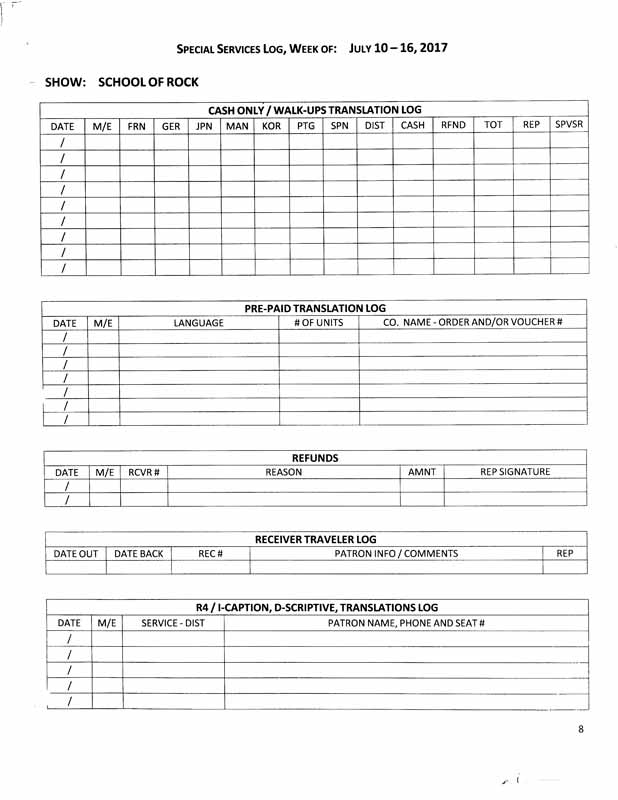 SPECIAL SERVICES LOG, WEEK OF: JULY 10 – 16, 2017
SHOW: SCHOOL OF ROCK
CASH ONLY / WALK-UPS TRANSLATION LOG
DATE M/E FRN GER JPN MAN KOR PTG SPN DIST CASH RFND TOT REP SPVSR
/
/
/
/
/
/
/
/
/
PRE-PAID TRANSLATION LOG
DATE M/E LANGUAGE # OF UNITS CO. NAME - ORDER AND/OR VOUCHER #
/
/
/
/
/
/
/
REFUNDS
DATE M/E RCVR # REASON AMNT REP SIGNATURE
/
/
RECEIVER TRAVELER LOG
DATE OUT DATE BACK REC # PATRON INFO / COMMENTS REP
R4 / I-CAPTION, D-SCRIPTIVE, TRANSLATIONS LOG
DATE M/E SERVICE - DIST PATRON NAME, PHONE AND SEAT #
/
/
/
/
/
8